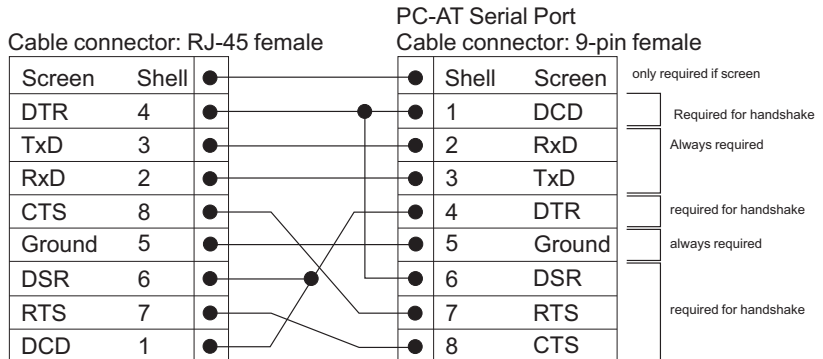 PC-AT Serial Port
Cable connector: RJ-45 female Cable connector: 9-pin female
Screen Shell Shell Screen only required if screen
DTR 4 1 DCD Required for handshake
TxD 3 2 RxD Always required
RxD 2 3 TxD
CTS 8 4 DTR required for handshake
Ground 5 5 Ground always required
DSR 6 6 DSR
RTS 7 7 RTS required for handshake
DCD 1 8 CTS